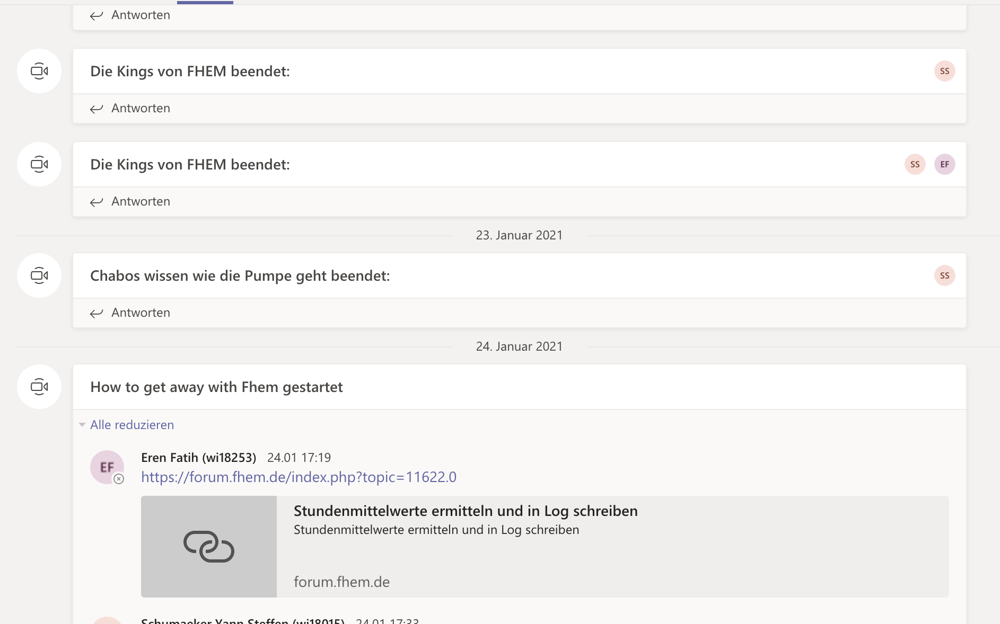 Antworten
Die Kings von FHEM beendet:
SS
Antworten
Die Kings von FHEM beendet:
SS EF
Antworten
23. Januar 2021
Chabos wissen wie die Pumpe geht beendet:
SS
Antworten
24. Januar 2021
How to get away with Fhem gestartet
Alle reduzieren
EF
Eren Fatih (wi18253) 24.01 17:19
https://forum.fhem.de/index.php?topic=11622.0
Stundenmittelwerte ermitteln und in Log schreiben
Stundenmittelwerte ermitteln und in Log schreiben
forum.fhem.de
Schumaeker Yann Steffen (wi18015) 24.01 17:33